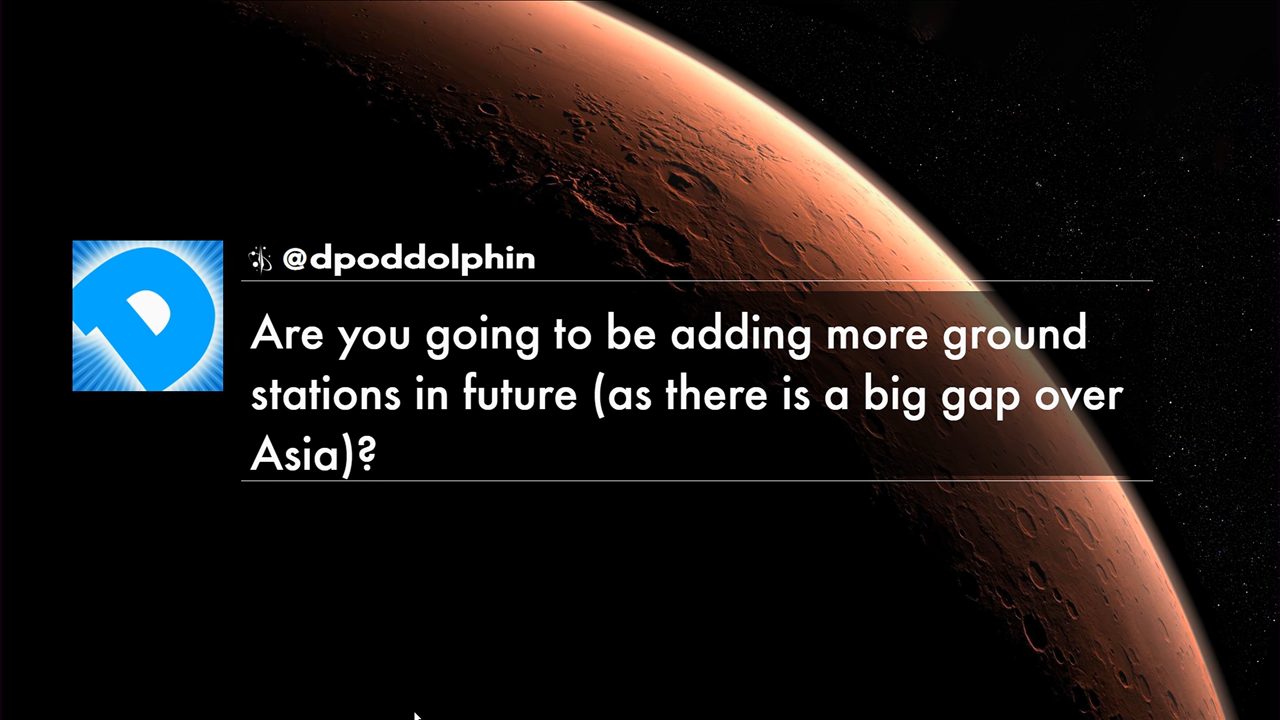 @dpoddolphin
Are you going to be adding more ground
stations in future (as there is a big gap over
Asia)?